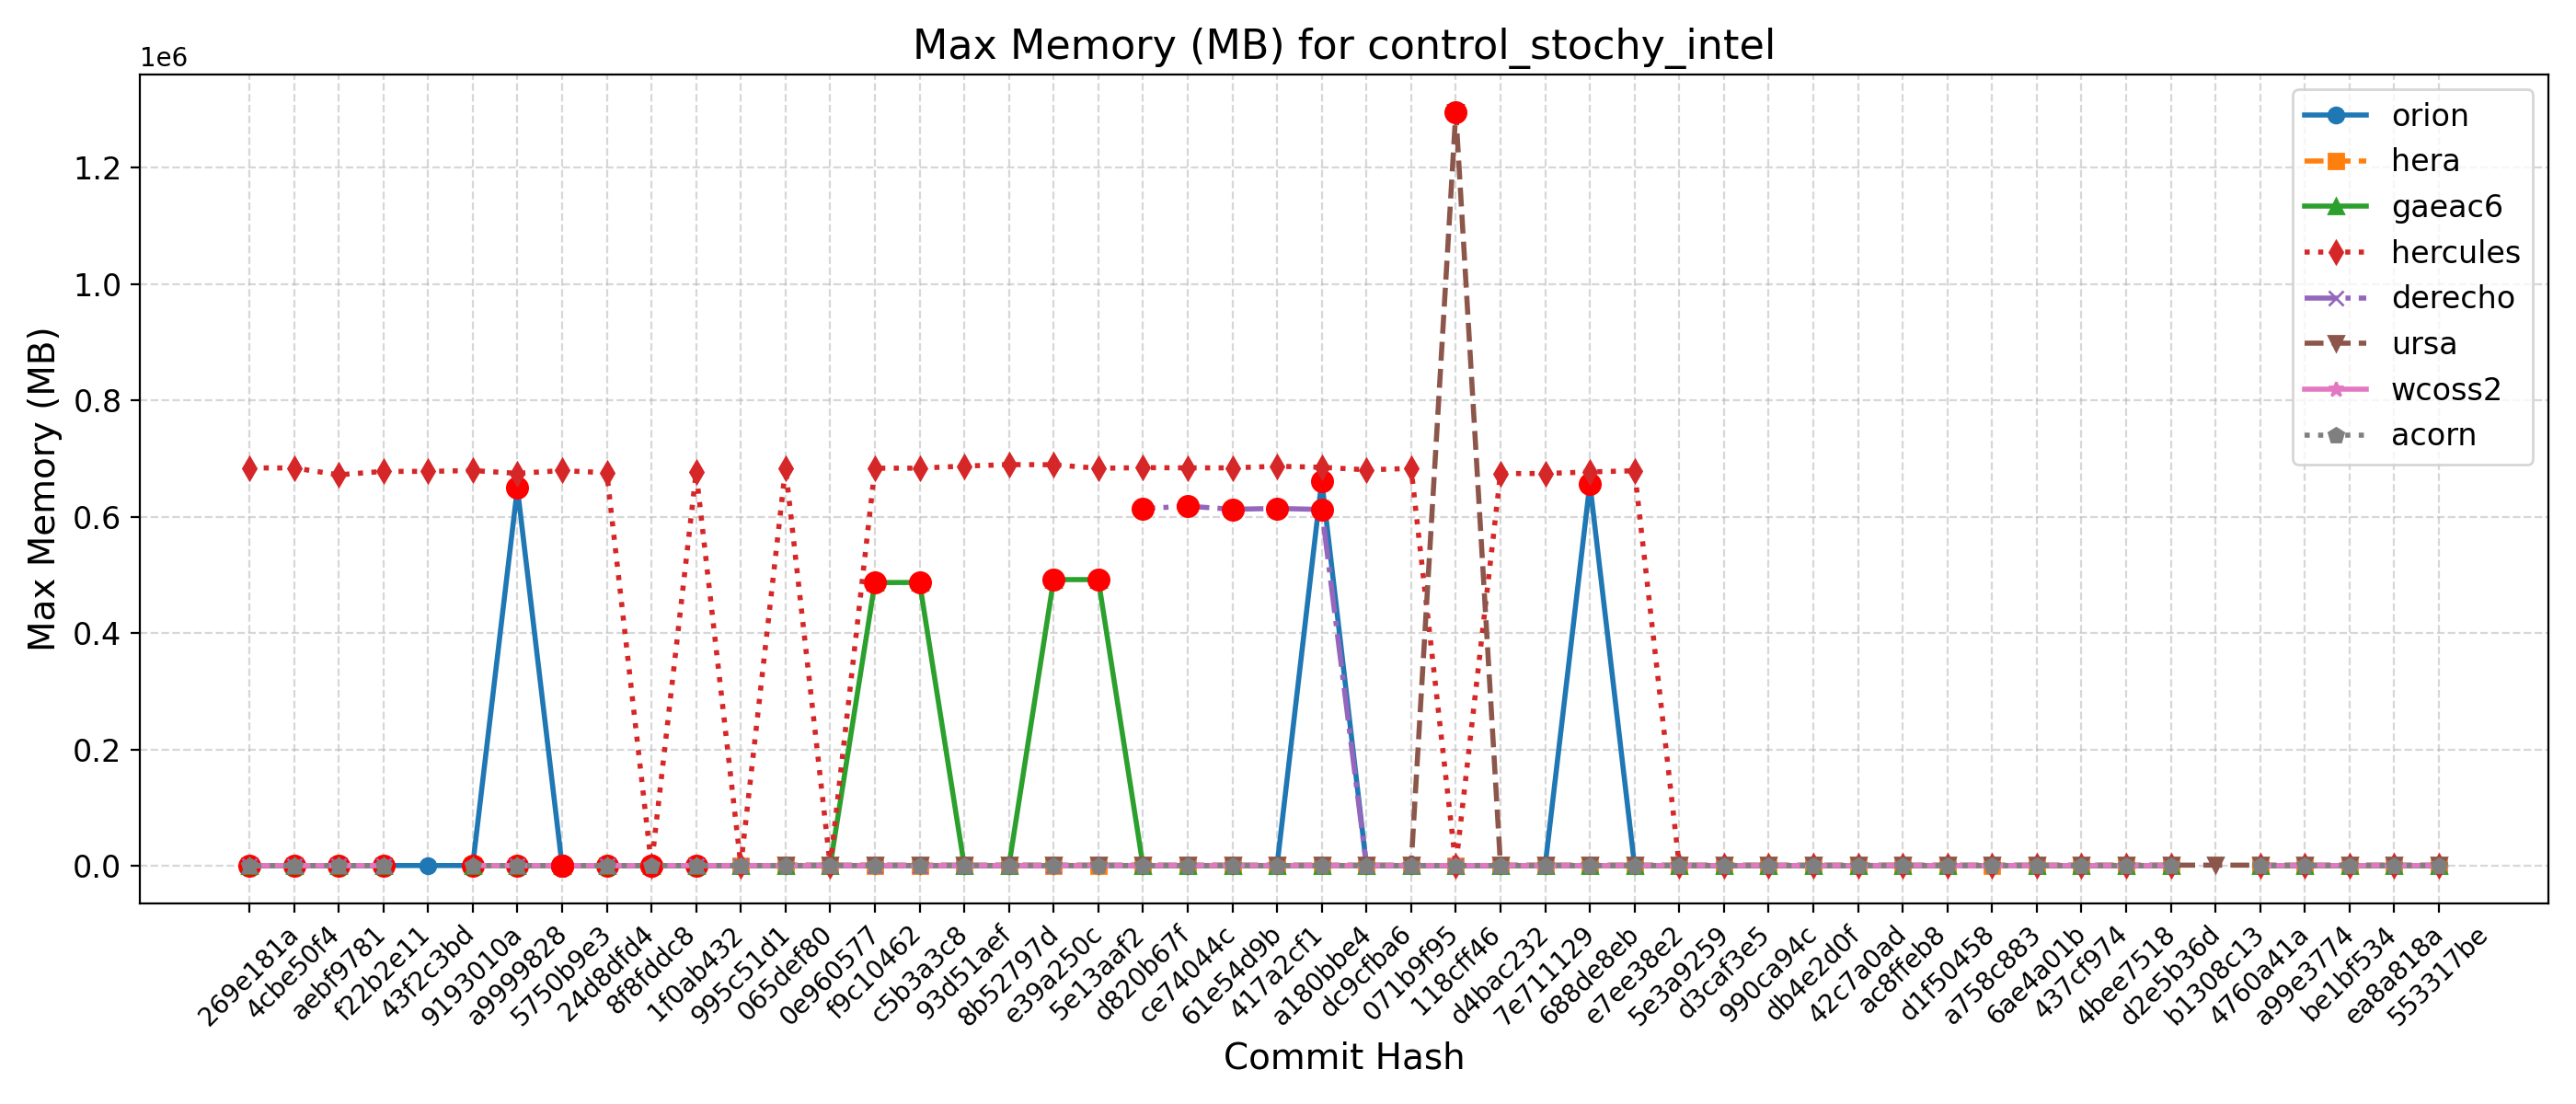 Max Memory (MB) for control_stochy_intel
1e6
1.2
1.0
0.8
0.6
0.4
0.2
0.0
Max Memory (MB)
orion
hera
gaeac6
hercules
derecho
ursa
wcoss2
acorn
269e181a
4cbe50f4
aebf9781
f22b2e11
43f2c3bd
9193010a
a9999828
5750b9e3
24d8dfd4
8f8fddc8
1f0ab432
995c51d1
065def80
0e960577
f9c10462
c5b3a3c8
93d51aef
8b52797d
e39a250c
5e13aaf2
d820b67f
ce74044c
61e54d9b
417a2cf1
a180bbe4
dc9cfba6
071b9f95
118cff46
d4bac232
7e711129
688de8eb
e7ee38e2
5e3a9259
d3caf3e5
990ca94c
db4e2d0f
42c7a0ad
ac8ffeb8
d1f50458
a758c883
6ae4a01b
437cf974
4bee7518
d2e5b36d
b1308c13
4760a41a
a99e3774
be1bf534
ea8a818a
553317be
Commit Hash